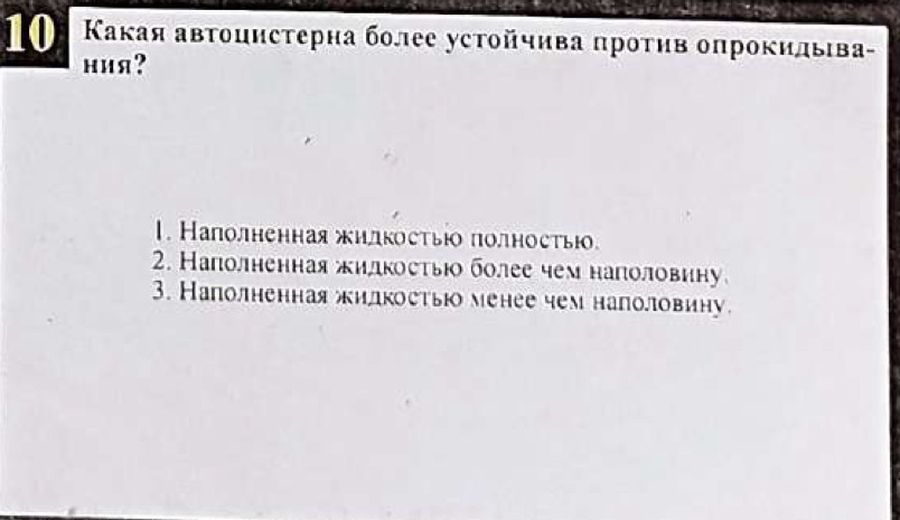 10 Какая автоцистерна более устойчива против опрокидыва-
ния?
1. Наполненная жидкостью полностью.
2. Наполненная жидкостью более чем наполовину.
3. Наполненная жидкостью менее чем наполовину.